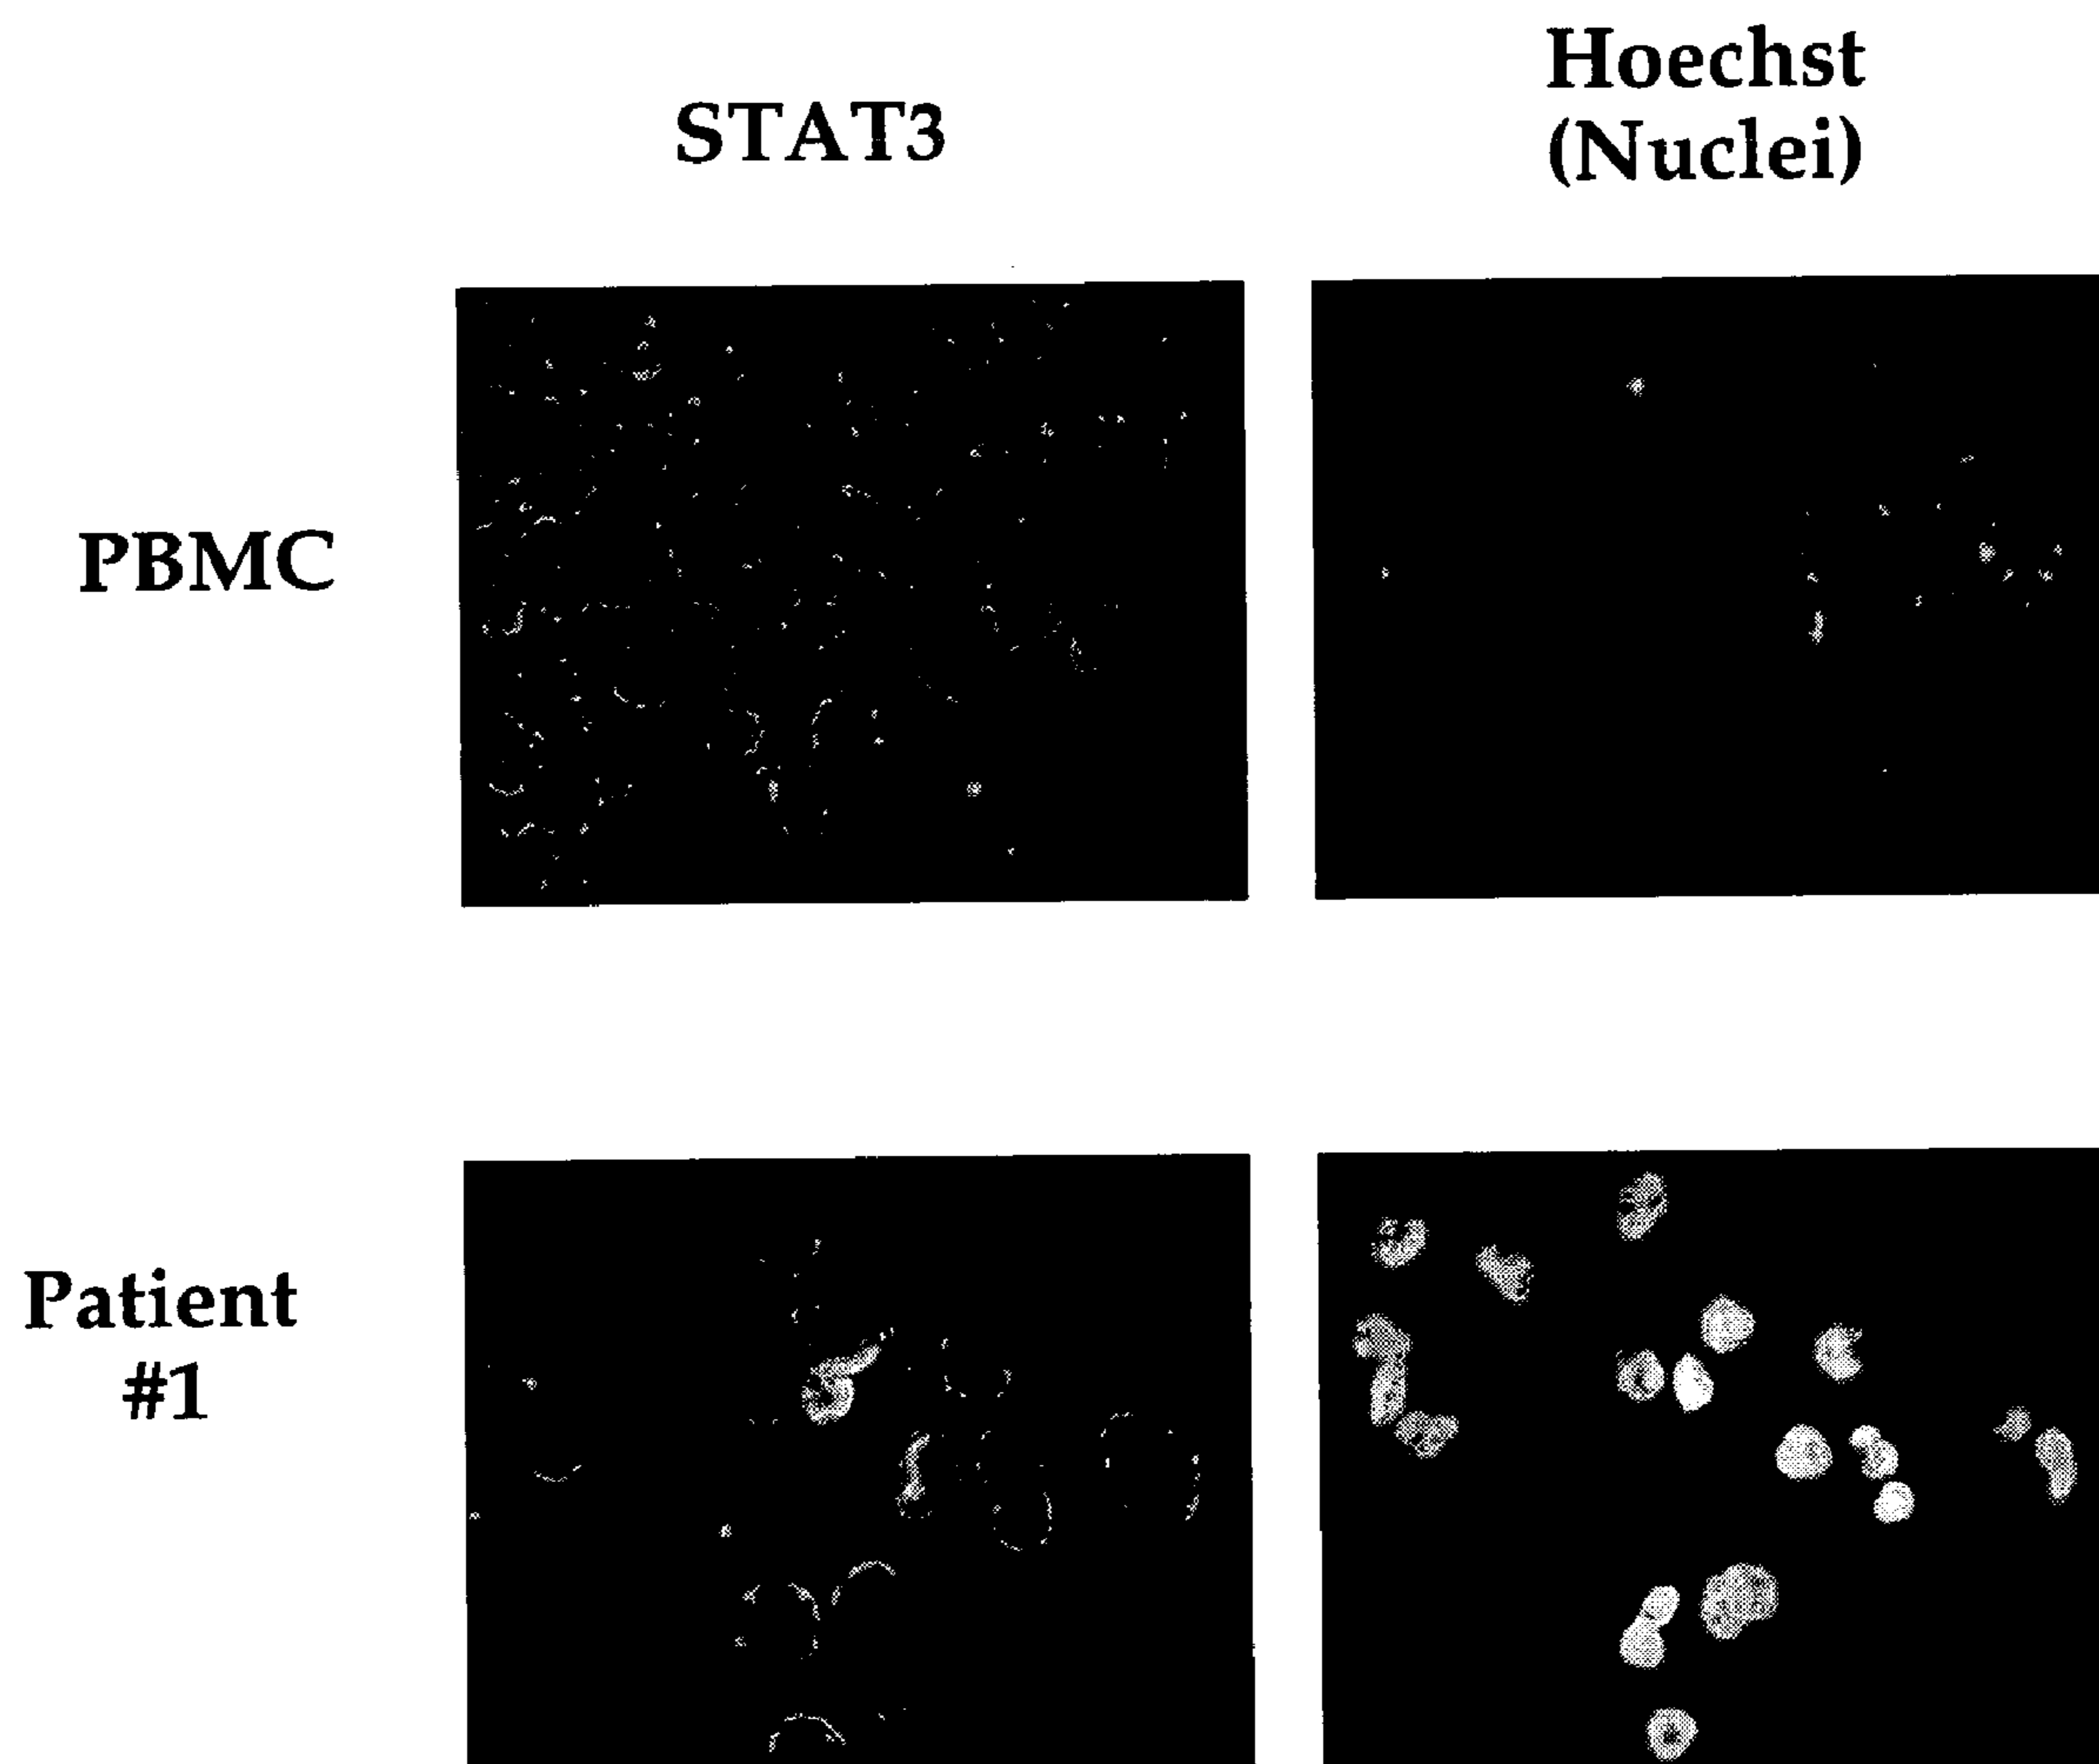 STAT3
Hoechst
(Nuclei)
PBMC
Patient
#1